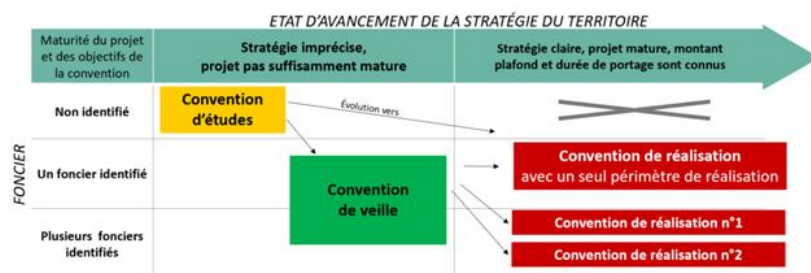 ETAT D'AVANCEMENT DE LA STRATÉGIE DU TERRITOIRE
Maturité du projet
et des objectifs de
la convention
Stratégie imprécise,
projet pas suffisamment mature
Stratégie claire, projet mature, montant
plafond et durée de portage sont connus
FONCIER
Non identifié
Convention
d'études
Évolution vers
Un foncier identifié
Convention
de veille
Convention de réalisation
avec un seul périmètre de réalisation
Plusieurs fonciers
identifiés
Convention de réalisation n°1
Convention de réalisation n°2